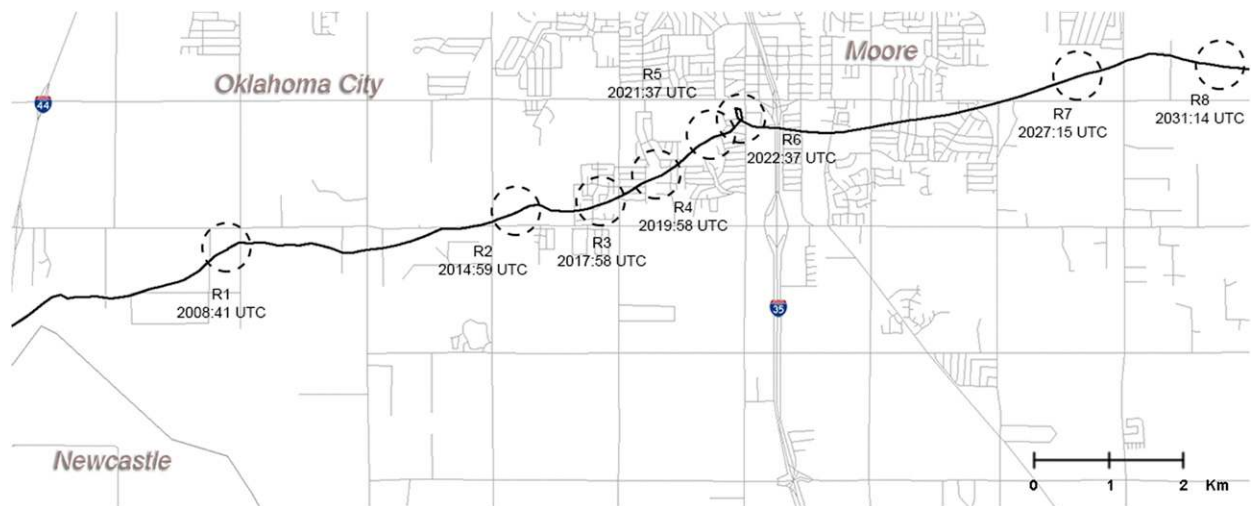 Moore
Oklahoma City
44
R5
2021:37 UTC
R8
2031:14 UTC
R7
2027:15 UTC
R6
2022:37 UTC
R4
2019:58 UTC
R3
2017:58 UTC
R2
2014:59 UTC
R1
2008:41 UTC
35
Newcastle
0 1 2 Km